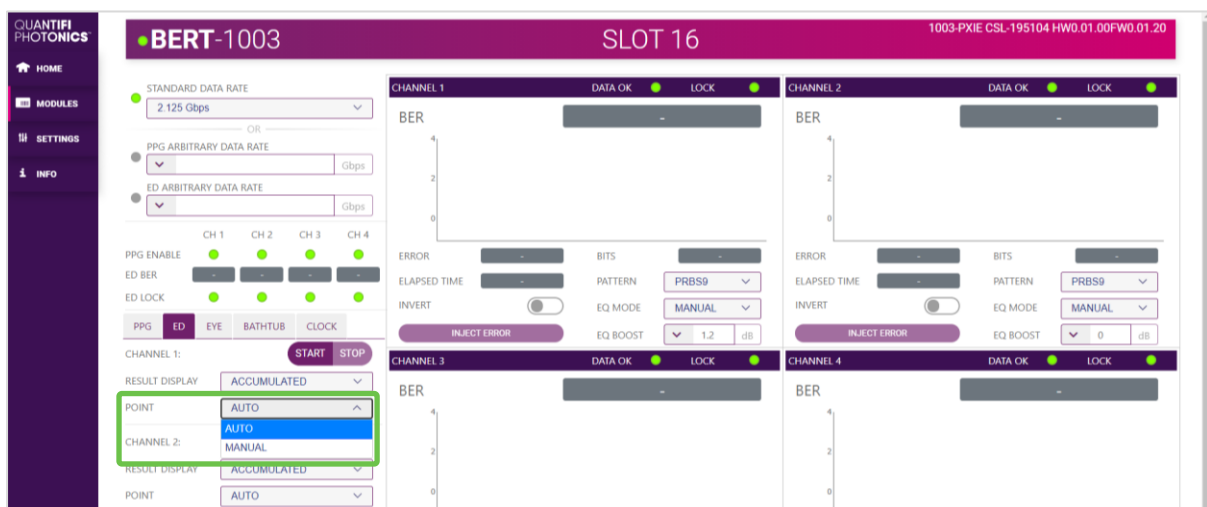 QUANTIFI
PHOTONICS
HOME
MODULES
SETTINGS
INFO
BERT-1003
SLOT 16
1003-PXIE CSL-195104 HW0.01.00FW0.01.20
STANDARD DATA RATE
2.125 Gbps
OR
PPG ARBITRARY DATA RATE
Gbps
ED ARBITRARY DATA RATE
Gbps
CH 1 CH 2 CH 3 CH 4
PPG ENABLE
ED BER - - - -
ED LOCK
PPG ED EYE BATHTUB CLOCK
CHANNEL 1: START STOP
RESULT DISPLAY ACCUMULATED
POINT AUTO
AUTO
MANUAL
CHANNEL 2:
RESULT DISPLAY ACCUMULATED
POINT AUTO
CHANNEL 1 DATA OK LOCK
BER -
4
2
0
ERROR - BITS -
ELAPSED TIME - PATTERN PRBS9
INVERT EQ MODE MANUAL
INJECT ERROR EQ BOOST 1.2 dB
CHANNEL 2 DATA OK LOCK
BER -
4
2
0
ERROR - BITS -
ELAPSED TIME - PATTERN PRBS9
INVERT EQ MODE MANUAL
INJECT ERROR EQ BOOST 0 dB
CHANNEL 3 DATA OK LOCK
BER -
4
2
0
CHANNEL 4 DATA OK LOCK
BER -
4
2
0